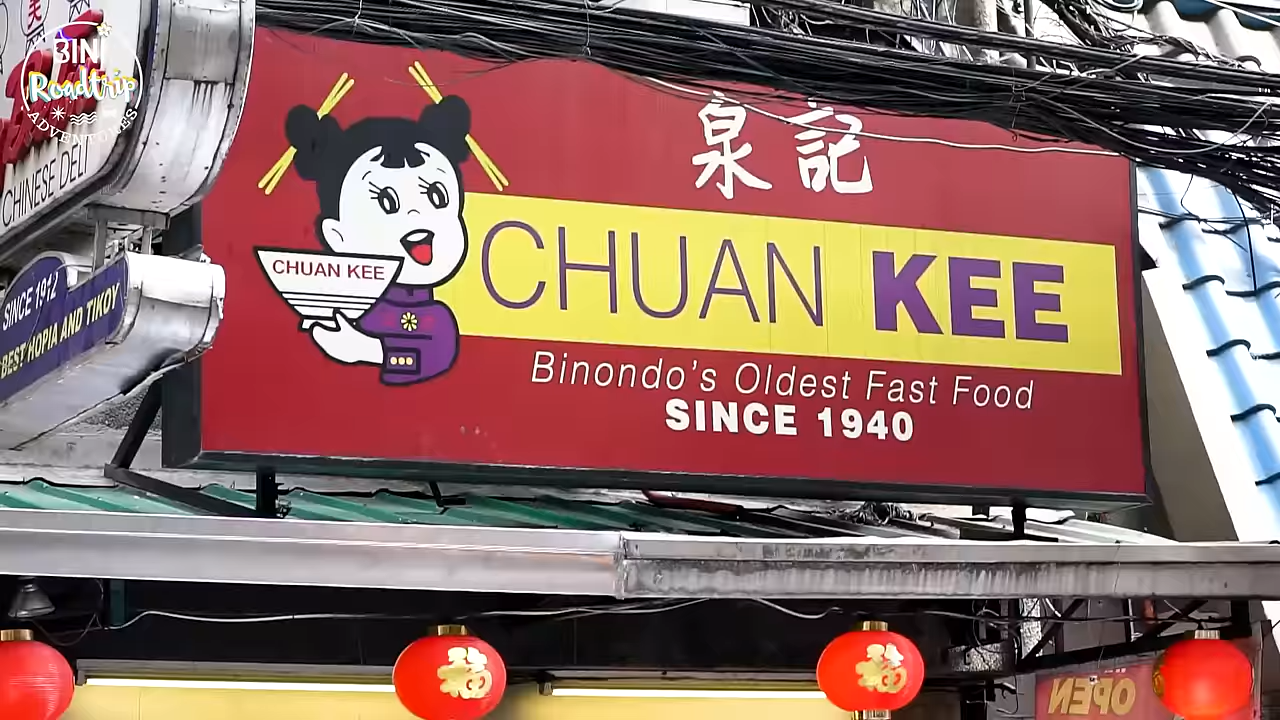 BINI
Roadtrip
ADVENTURES
CHINESE DELI
SINCE 1912
BEST HOPIA AND TIKOY
泉記
CHUAN KEE
CHUAN KEE
Binondo's Oldest Fast Food
SINCE 1940
福
福
OPEN